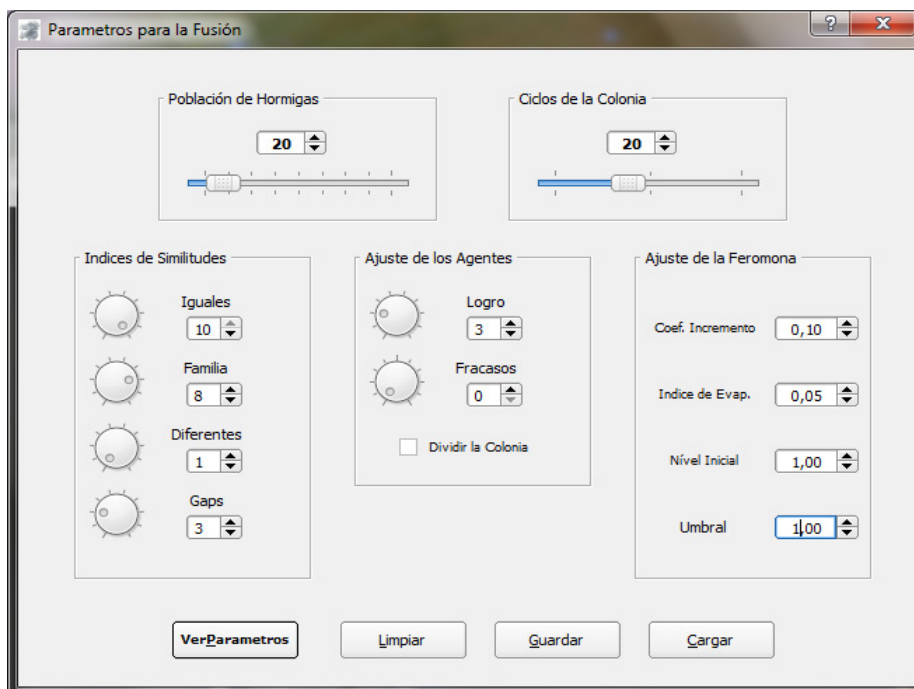 Parametros para la Fusión
Población de Hormigas
20
Ciclos de la Colonia
20
Indices de Similitudes
Iguales
10
Familia
8
Diferentes
1
Gaps
3
Ajuste de los Agentes
Logro
3
Fracasos
0
Dividir la Colonia
Ajuste de la Feromona
Coef. Incremento
0,10
Indice de Evap.
0,05
Nível Inicial
1,00
Umbral
1,00
VerParametros
Limpiar
Guardar
Cargar